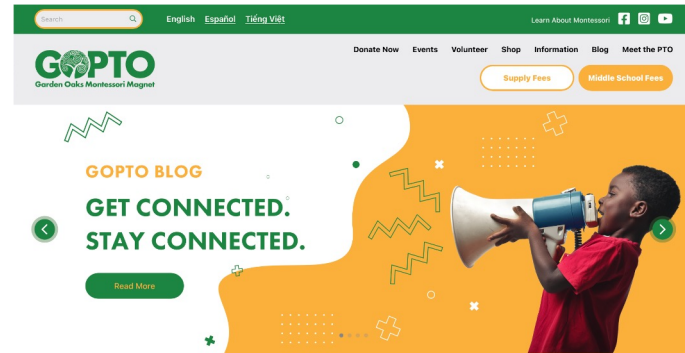 Search
English Español Tiếng Việt
Learn About Montessori
GOPTO
Garden Oaks Montessori Magnet
Donate Now Events Volunteer Shop Information Blog Meet the PTO
Supply Fees Middle School Fees
GOPTO BLOG
GET CONNECTED.
STAY CONNECTED.
Read More